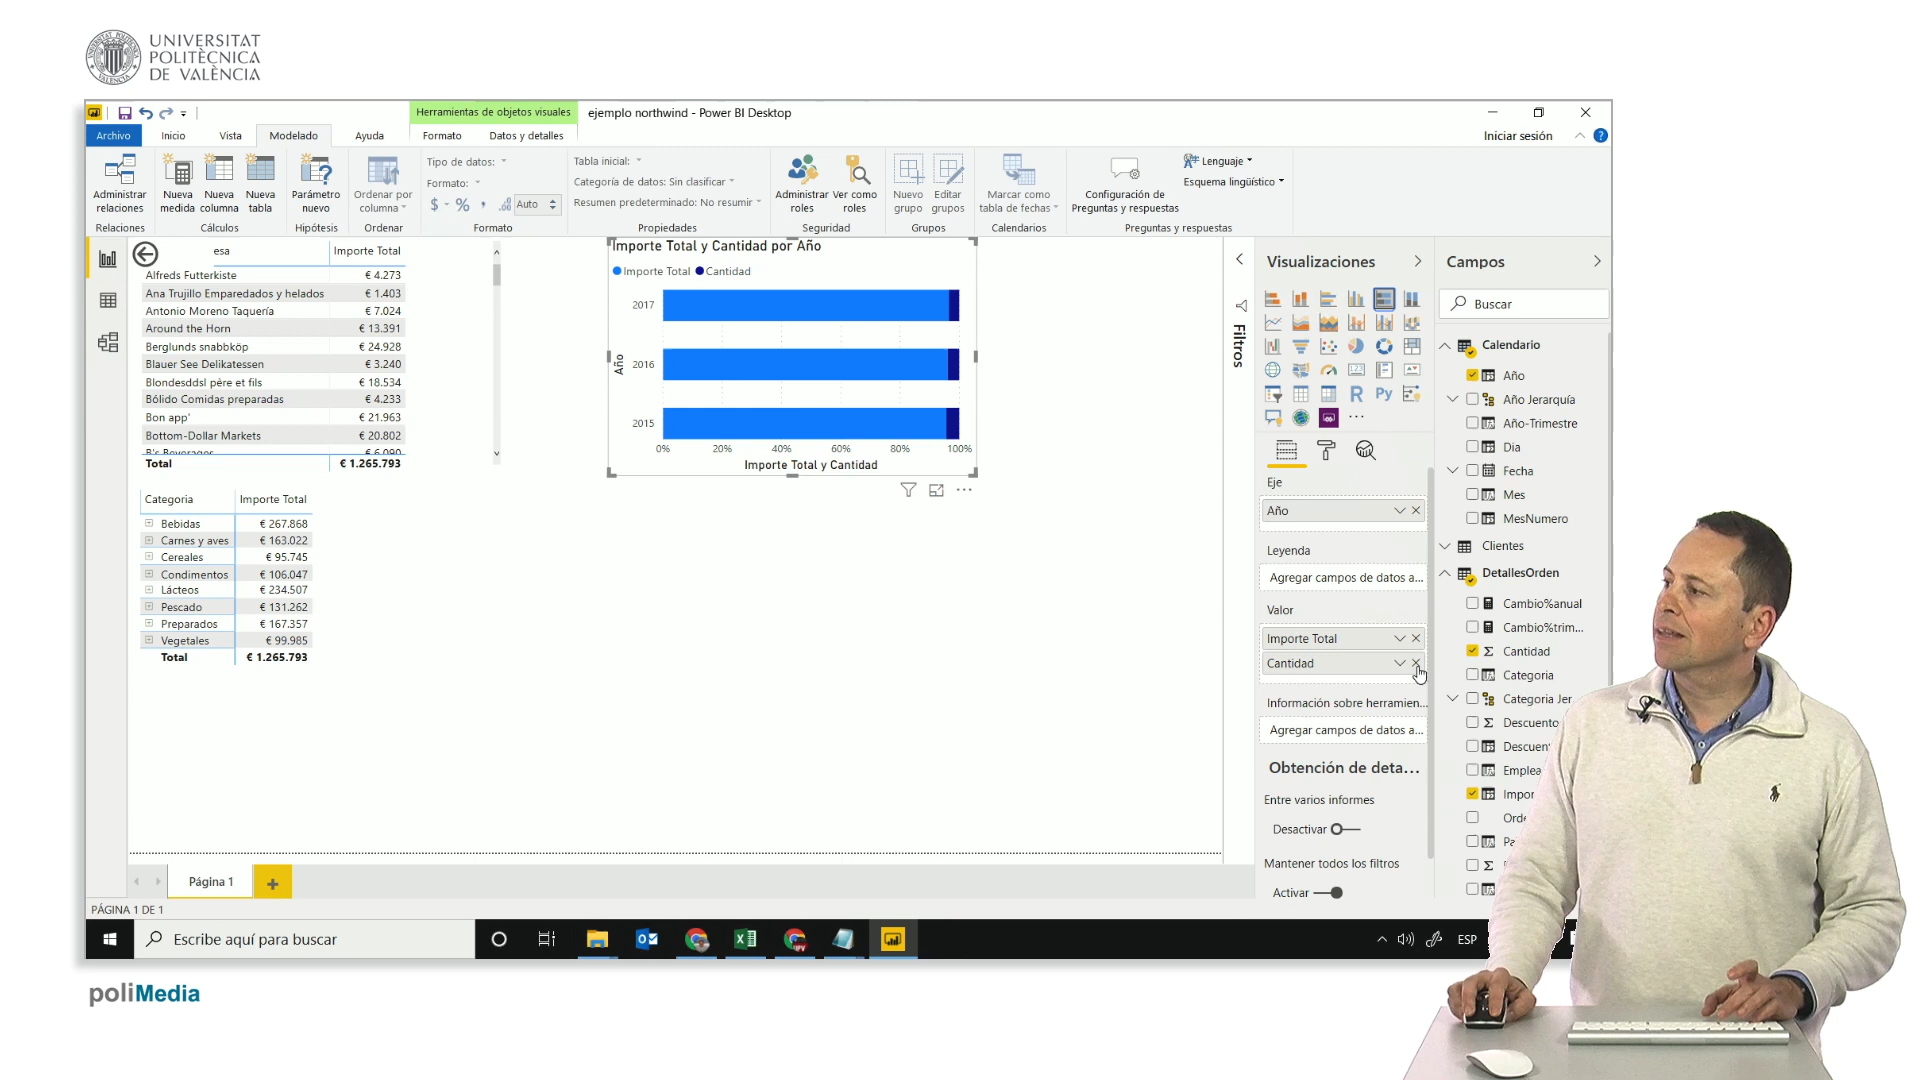 UNIVERSITAT
POLITÈCNICA
DE VALÈNCIA
Herramientas de objetos visuales
ejemplo northwind - Power BI Desktop
Archivo
Inicio
Vista
Modelado
Ayuda
Formato
Datos y detalles
Iniciar sesión
Administrar
relaciones
Relaciones
Nueva
medida
Nueva
columna
Nueva
tabla
Cálculos
Parámetro
nuevo
Hipótesis
Ordenar por
columna
Ordenar
Tipo de datos:
Formato:
$ % Auto
Formato
Tabla inicial:
Categoría de datos: Sin clasificar
Resumen predeterminado: No resumir
Propiedades
Administrar
roles
Ver como
roles
Seguridad
Nuevo
grupo
Editar
grupos
Grupos
Marcar como
tabla de fechas
Calendarios
Configuración de
Preguntas y respuestas
Lenguaje
Esquema lingüístico
Preguntas y respuestas
esa Importe Total
Alfreds Futterkiste € 4.273
Ana Trujillo Emparedados y helados € 1.403
Antonio Moreno Taquería € 7.024
Around the Horn € 13.391
Berglunds snabbköp € 24.928
Blauer See Delikatessen € 3.240
Blondesddsl père et fils € 18.534
Bólido Comidas preparadas € 4.233
Bon app' € 21.963
Bottom-Dollar Markets € 20.802
B's Beverages € 6.090
Total € 1.265.793
Categoria Importe Total
Bebidas € 267.868
Carnes y aves € 163.022
Cereales € 95.745
Condimentos € 106.047
Lácteos € 234.507
Pescado € 131.262
Preparados € 167.357
Vegetales € 99.985
Total € 1.265.793
Importe Total y Cantidad por Año
Importe Total Cantidad
2017
2016
2015
Año
0% 20% 40% 60% 80% 100%
Importe Total y Cantidad
Filtros
Visualizaciones
R Py
Eje
Año
Leyenda
Agregar campos de datos a...
Valor
Importe Total
Cantidad
Información sobre herramien...
Agregar campos de datos a...
Obtención de deta...
Entre varios informes
Desactivar
Mantener todos los filtros
Activar
Campos
Buscar
Calendario
Año
Año Jerarquía
Año-Trimestre
Dia
Fecha
Mes
MesNumero
Clientes
DetallesOrden
Cambio%anual
Cambio%trim...
Cantidad
Categoria
Categoria Jer
Descuento
Descuen
Emplea
Impor
Orde
Pa
Página 1
PÁGINA 1 DE 1
Escribe aquí para buscar
ESP
poliMedia